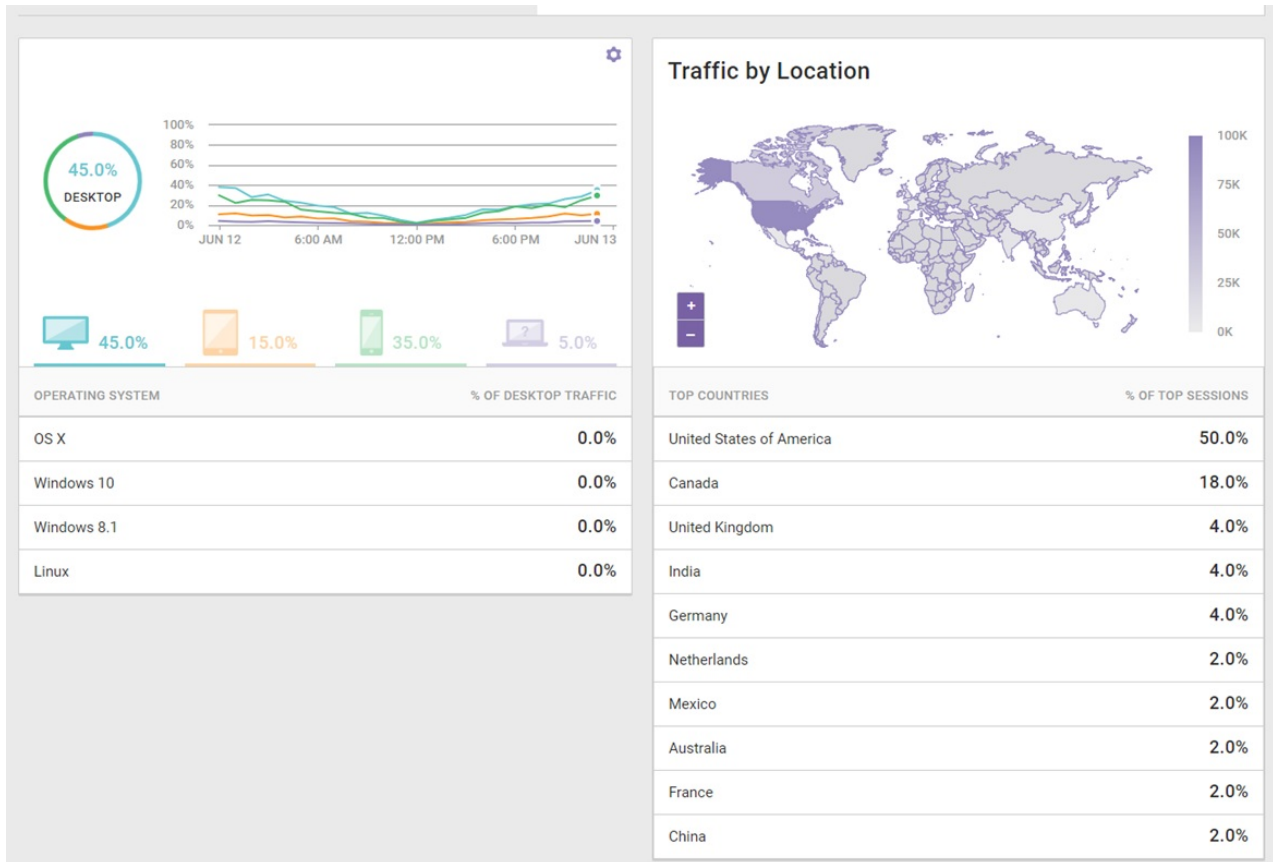 45.0%
DESKTOP
100%
80%
60%
40%
20%
0%
JUN 12 6:00 AM 12:00 PM 6:00 PM JUN 13
45.0% 15.0% 35.0% ? 5.0%
OPERATING SYSTEM % OF DESKTOP TRAFFIC
OS X 0.0%
Windows 10 0.0%
Windows 8.1 0.0%
Linux 0.0%
Traffic by Location
100K
75K
50K
25K
0K
+
−
TOP COUNTRIES % OF TOP SESSIONS
United States of America 50.0%
Canada 18.0%
United Kingdom 4.0%
India 4.0%
Germany 4.0%
Netherlands 2.0%
Mexico 2.0%
Australia 2.0%
France 2.0%
China 2.0%